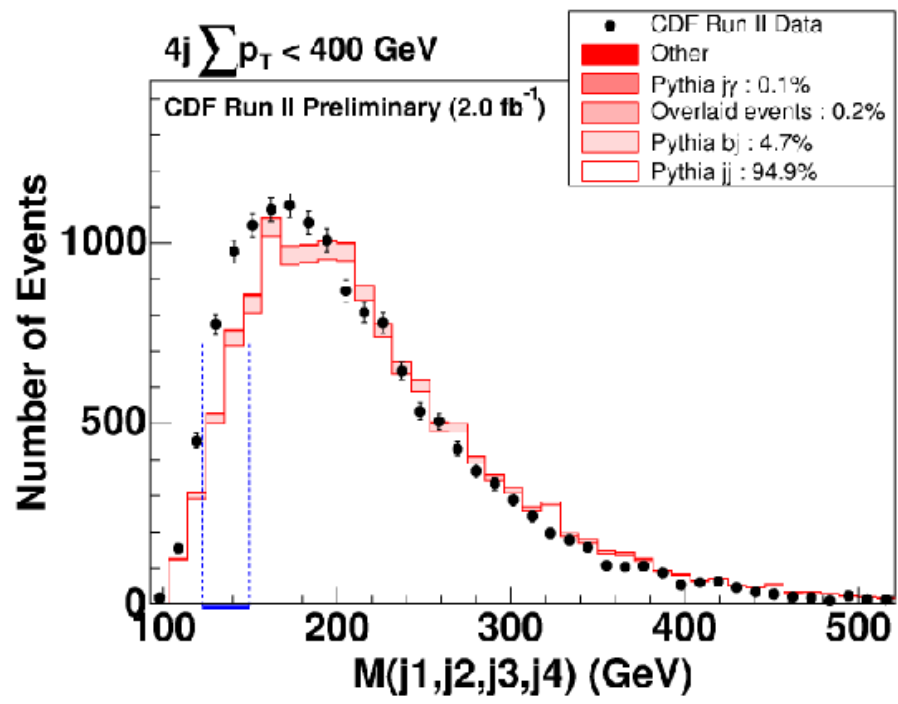 4j ∑p_T < 400 GeV
CDF Run II Preliminary (2.0 fb⁻¹)
CDF Run II Data
Other
Pythia jγ : 0.1%
Overlaid events : 0.2%
Pythia bj : 4.7%
Pythia jj : 94.9%
Number of Events
1000
500
0
100 200 300 400 500
M(j1,j2,j3,j4) (GeV)